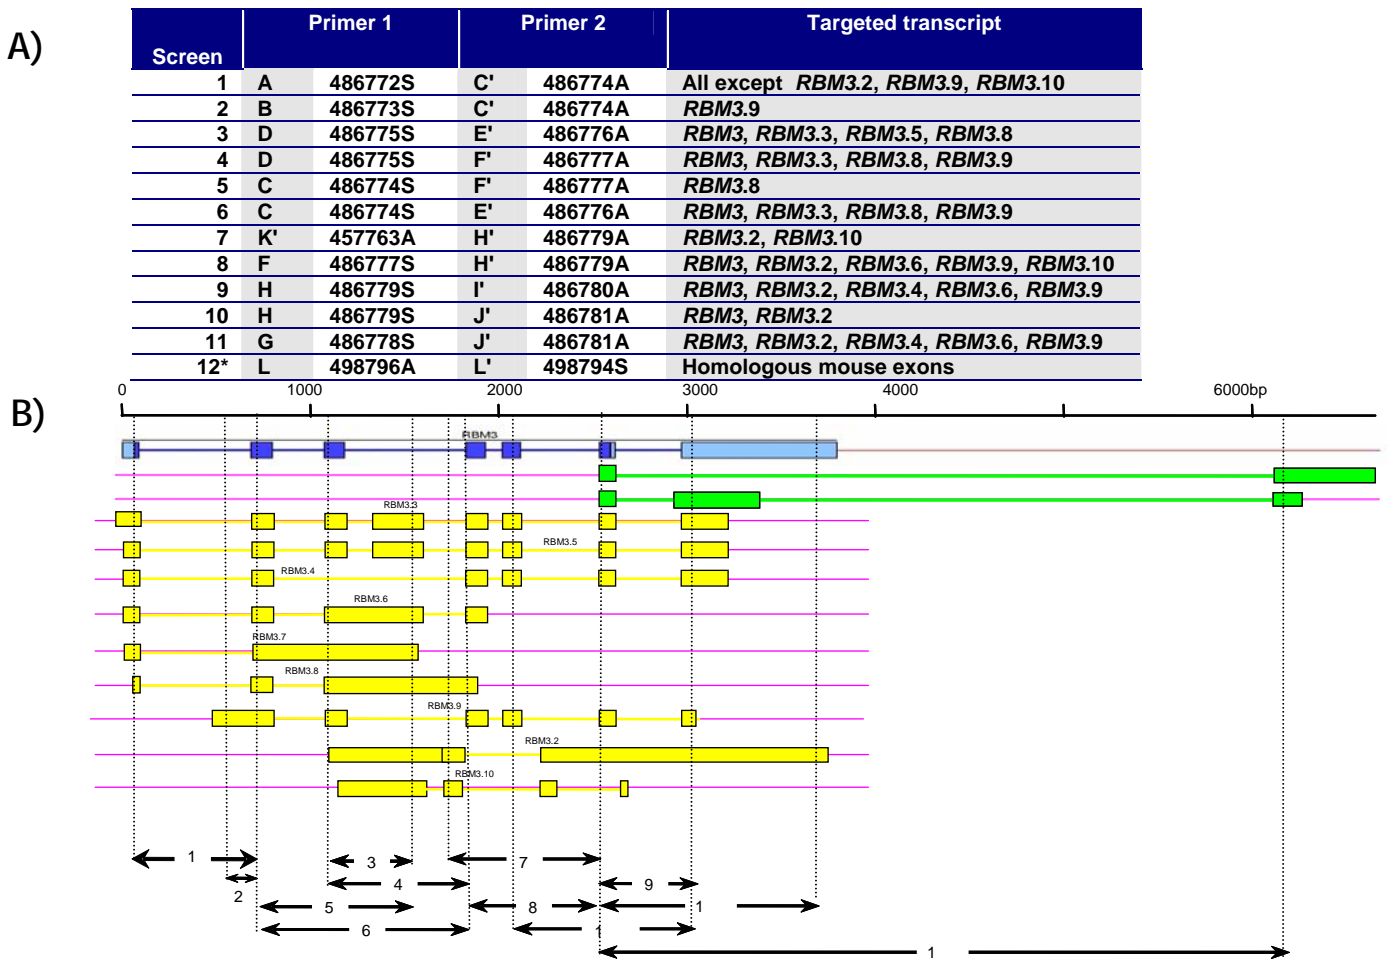 A)
Screen Primer 1 Primer 2 Targeted transcript
1 A 486772S C' 486774A All except RBM3.2, RBM3.9, RBM3.10
2 B 486773S C' 486774A RBM3.9
3 D 486775S E' 486776A RBM3, RBM3.3, RBM3.5, RBM3.8
4 D 486775S F' 486777A RBM3, RBM3.3, RBM3.8, RBM3.9
5 C 486774S F' 486777A RBM3.8
6 C 486774S E' 486776A RBM3, RBM3.3, RBM3.8, RBM3.9
7 K' 457763A H' 486779A RBM3.2, RBM3.10
8 F 486777S H' 486779A RBM3, RBM3.2, RBM3.6, RBM3.9, RBM3.10
9 H 486779S I' 486780A RBM3, RBM3.2, RBM3.4, RBM3.6, RBM3.9
10 H 486779S J' 486781A RBM3, RBM3.2
11 G 486778S J' 486781A RBM3, RBM3.2, RBM3.4, RBM3.6, RBM3.9
12* L 498796A L' 498794S Homologous mouse exons
B)
0 1000 2000 3000 4000 6000bp
RBM3
RBM3.3
RBM3.5
RBM3.4
RBM3.6
RBM3.7
RBM3.8
RBM3.9
RBM3.2
RBM3.10
1 3 7
2 4 9
5 8 1
6 1
1